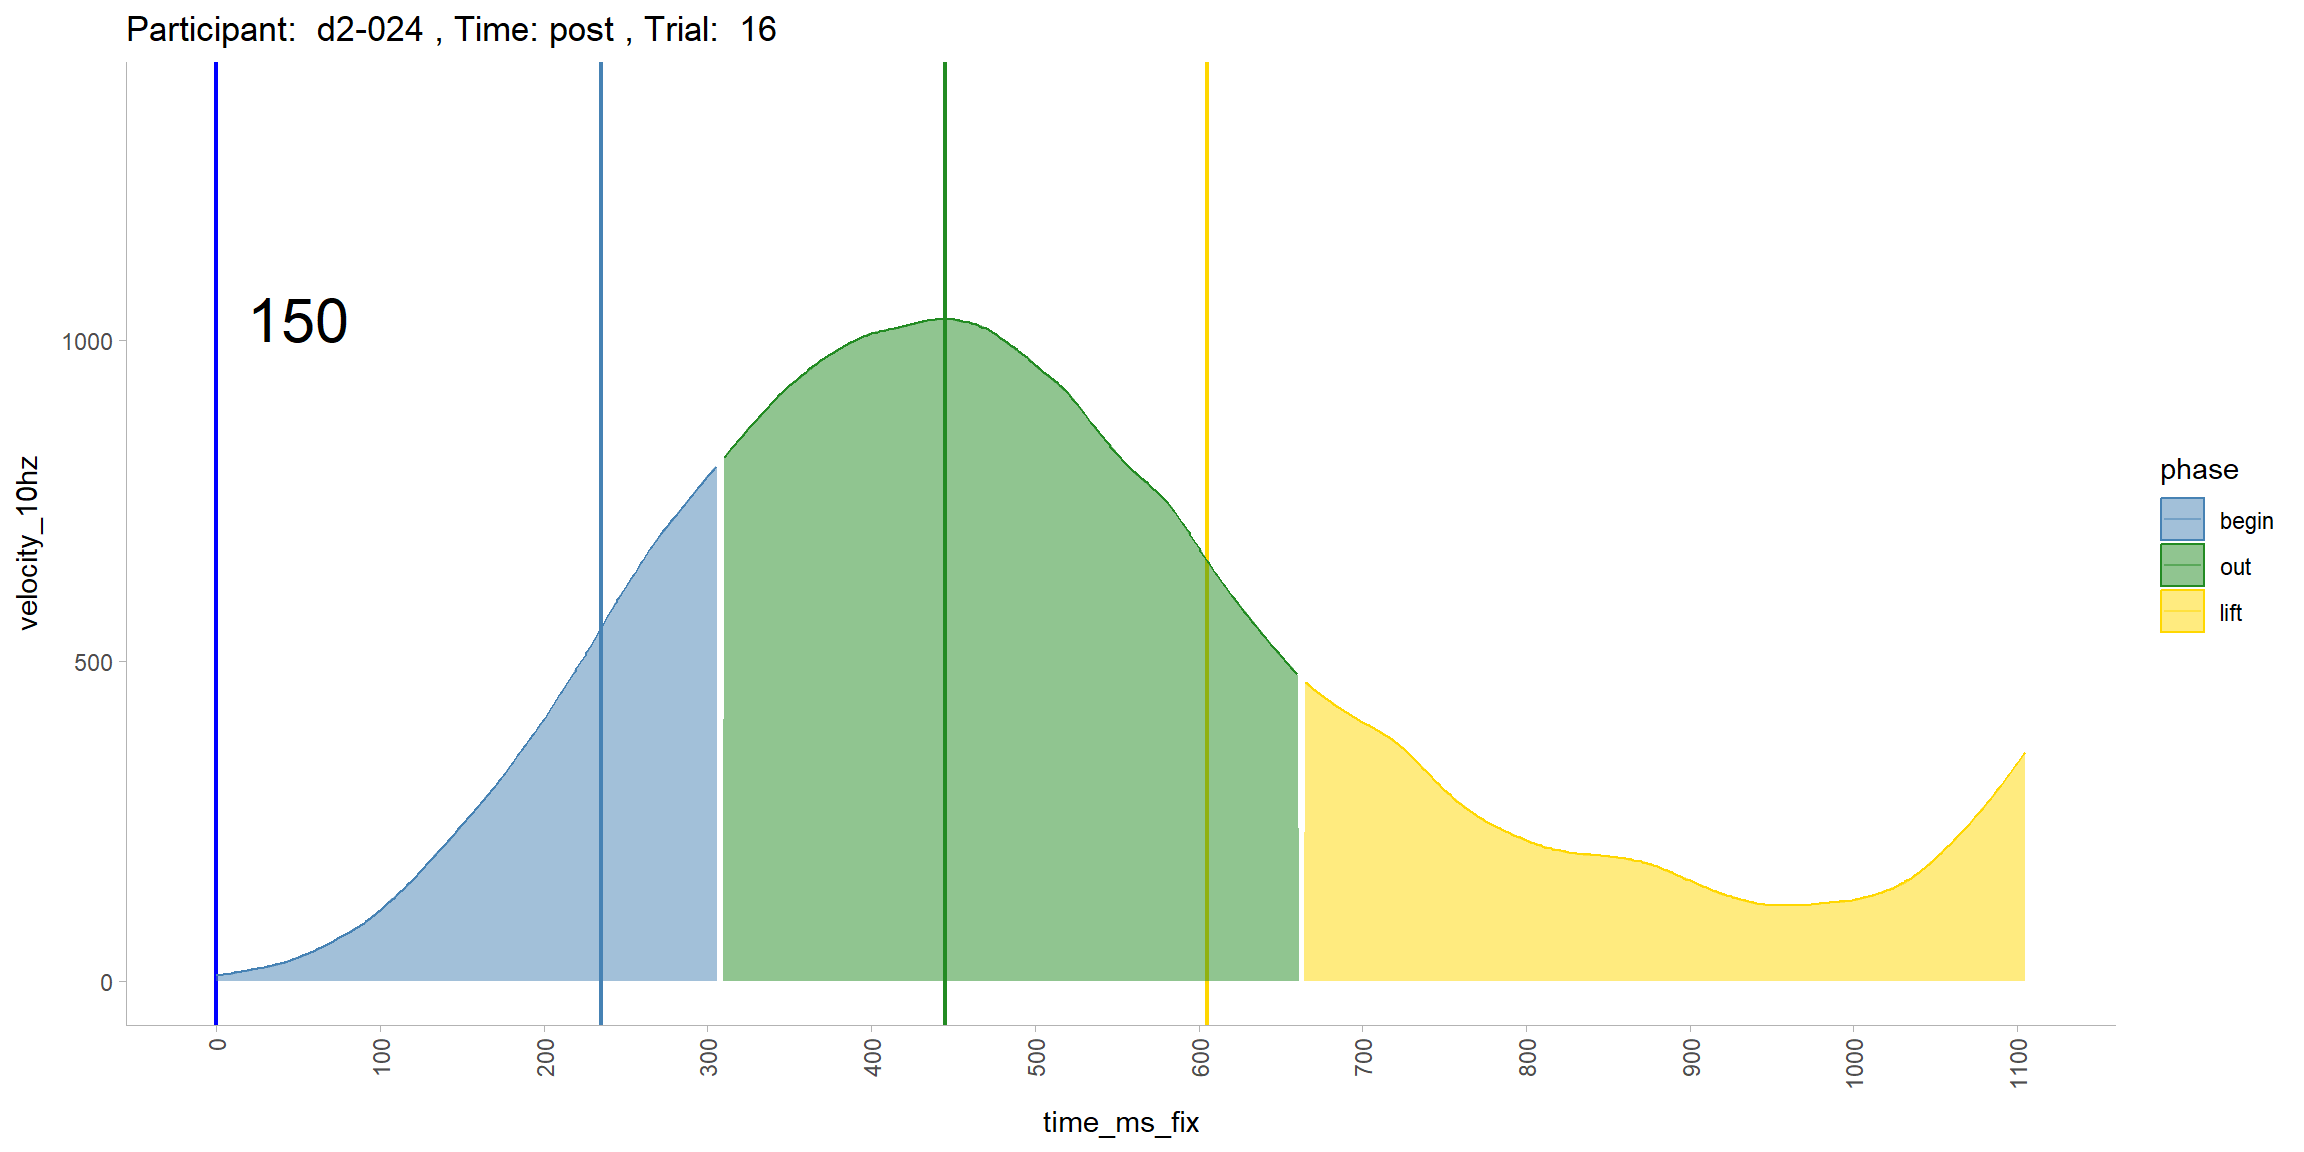 Participant:  d2-024 , Time: post , Trial:  16
150
1000
500
0
velocity_10hz
0
100
200
300
400
500
600
700
800
900
1000
1100
time_ms_fix
phase
begin
out
lift